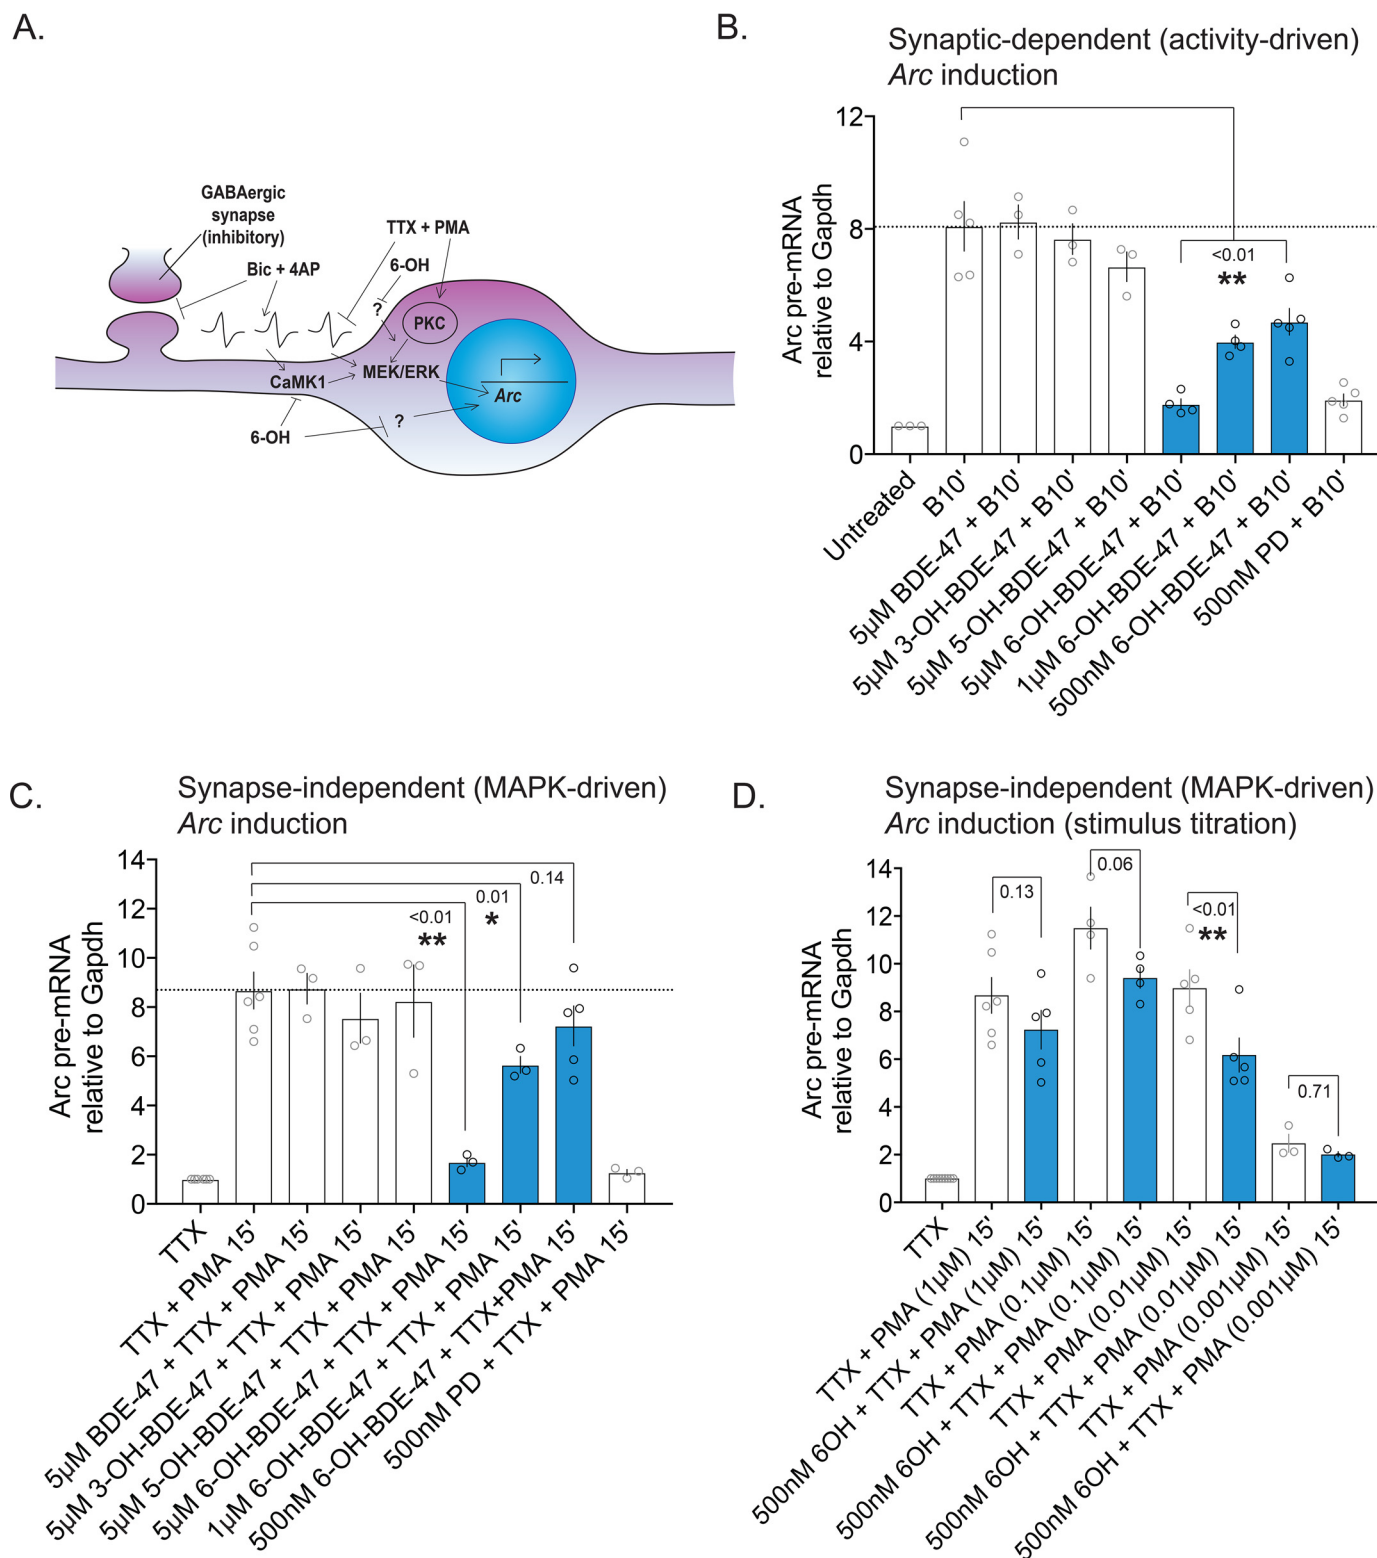 A.
GABAergic
synapse
(inhibitory)
TTX + PMA
Bic + 4AP
6-OH
?
PKC
CaMK1
MEK/ERK
Arc
?
6-OH
B.
Synaptic-dependent (activity-driven)
Arc induction
Arc pre-mRNA
relative to Gapdh
12
8
4
0
<0.01
**
Untreated
B10'
5µM BDE-47 + B10'
5µM 3-OH-BDE-47 + B10'
5µM 5-OH-BDE-47 + B10'
5µM 6-OH-BDE-47 + B10'
1µM 6-OH-BDE-47 + B10'
500nM 6-OH-BDE-47 + B10'
500nM PD + B10'
C.
Synapse-independent (MAPK-driven)
Arc induction
Arc pre-mRNA
relative to Gapdh
14
12
10
8
6
4
2
0
0.14
0.01
*
<0.01
**
TTX
TTX + PMA 15'
5µM BDE-47 + TTX + PMA 15'
5µM 3-OH-BDE-47 + TTX + PMA 15'
5µM 5-OH-BDE-47 + TTX + PMA 15'
5µM 6-OH-BDE-47 + TTX + PMA 15'
1µM 6-OH-BDE-47 + TTX + PMA 15'
500nM 6-OH-BDE-47 + TTX+PMA 15'
500nM PD + TTX + PMA 15'
D.
Synapse-independent (MAPK-driven)
Arc induction (stimulus titration)
Arc pre-mRNA
relative to Gapdh
14
12
10
8
6
4
2
0
0.13
0.06
<0.01
**
0.71
TTX
TTX + PMA (1µM) 15'
500nM 6OH + TTX + PMA (1µM) 15'
TTX + PMA (0.1µM) 15'
500nM 6OH + TTX + PMA (0.1µM) 15'
TTX + PMA (0.01µM) 15'
500nM 6OH + TTX + PMA (0.01µM) 15'
TTX + PMA (0.001µM) 15'
500nM 6OH + TTX + PMA (0.001µM) 15'